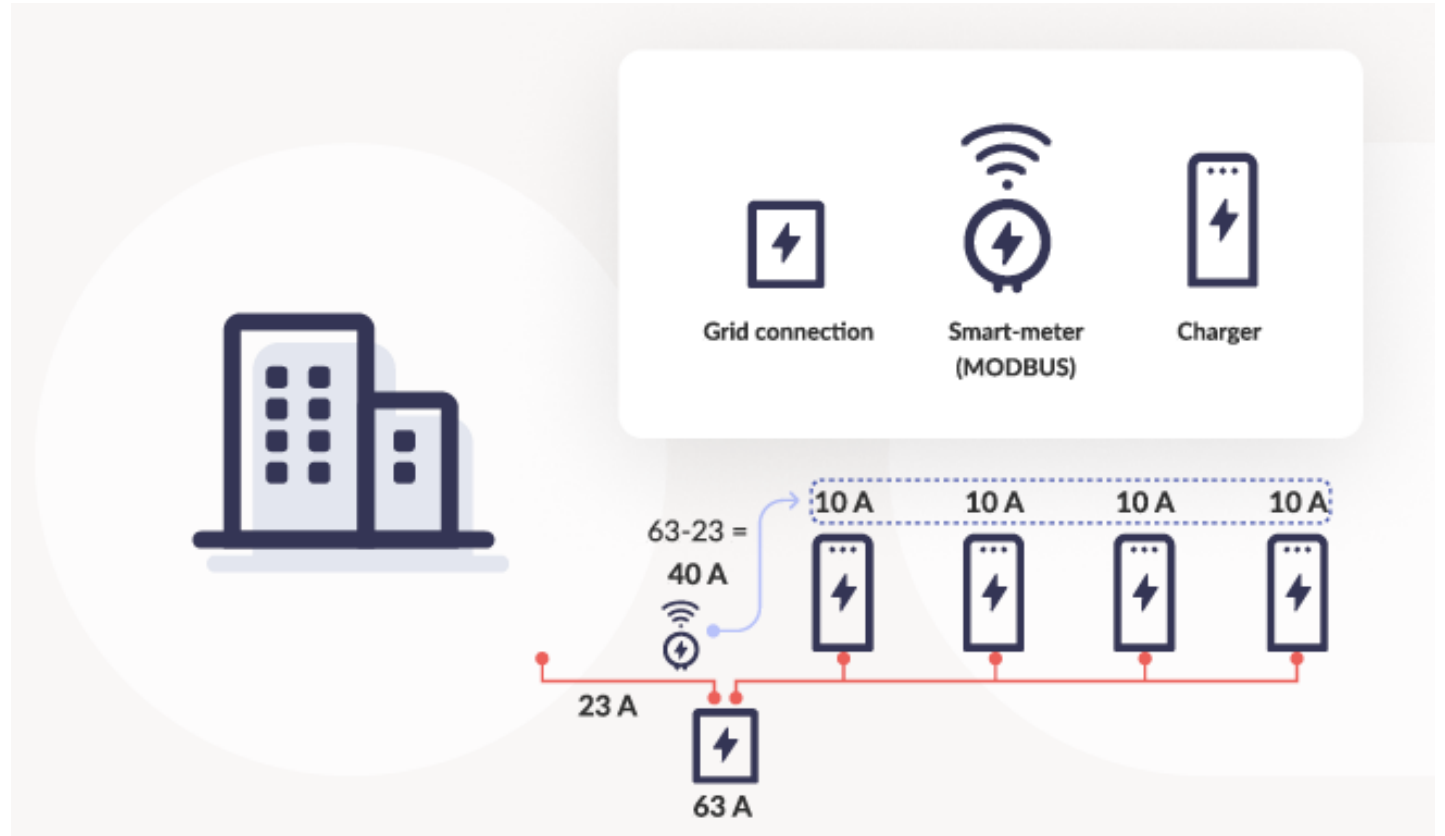 Grid connection
Smart-meter
(MODBUS)
Charger
63-23 =
40 A
10 A 10 A 10 A 10 A
23 A
63 A